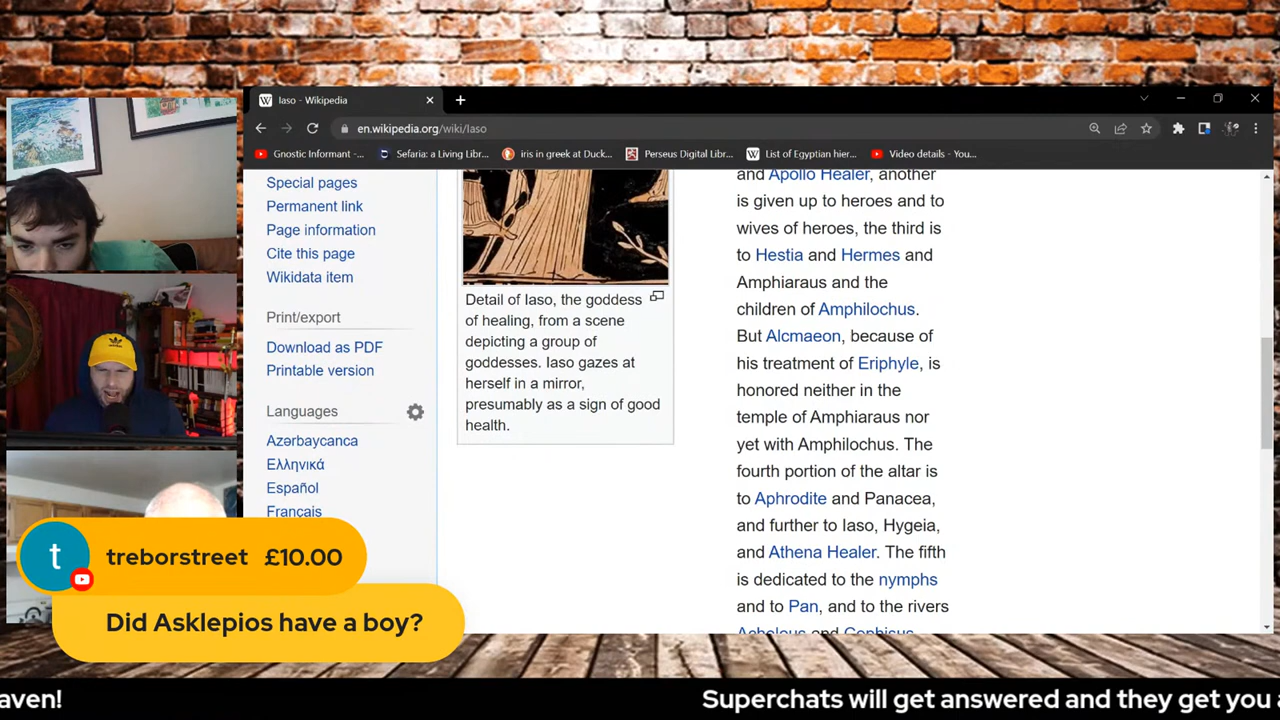 Iaso - Wikipedia
en.wikipedia.org/wiki/Iaso
Gnostic Informant -...
Sefaria: a Living Libr...
iris in greek at Duck...
Perseus Digital Libr...
List of Egyptian hier...
Video details - You...
Special pages
Permanent link
Page information
Cite this page
Wikidata item
Print/export
Download as PDF
Printable version
Languages
Azərbaycanca
Ελληνικά
Español
Français
Detail of Iaso, the goddess
of healing, from a scene
depicting a group of
goddesses. Iaso gazes at
herself in a mirror,
presumably as a sign of good
health.
and Apollo Healer, another
is given up to heroes and to
wives of heroes, the third is
to Hestia and Hermes and
Amphiaraus and the
children of Amphilochus.
But Alcmaeon, because of
his treatment of Eriphyle, is
honored neither in the
temple of Amphiaraus nor
yet with Amphilochus. The
fourth portion of the altar is
to Aphrodite and Panacea,
and further to Iaso, Hygeia,
and Athena Healer. The fifth
is dedicated to the nymphs
and to Pan, and to the rivers
Achelous and Cephisus
t
treborstreet £10.00
Did Asklepios have a boy?
aven!
Superchats will get answered and they get you a